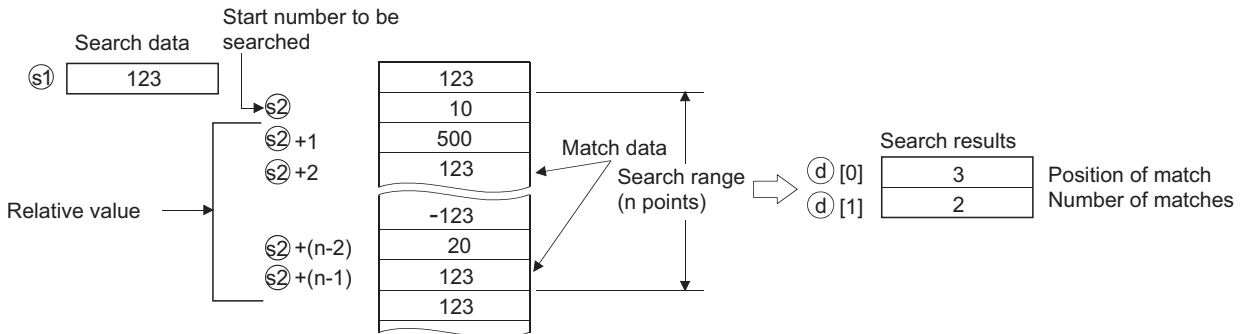 Start number to be
searched
Search data
s1 123
s2
s2 +1
s2 +2
Relative value
s2 +(n-2)
s2 +(n-1)
123
10
500
123
-123
20
123
123
Match data
Search range
(n points)
Search results
d [0] 3 Position of match
d [1] 2 Number of matches